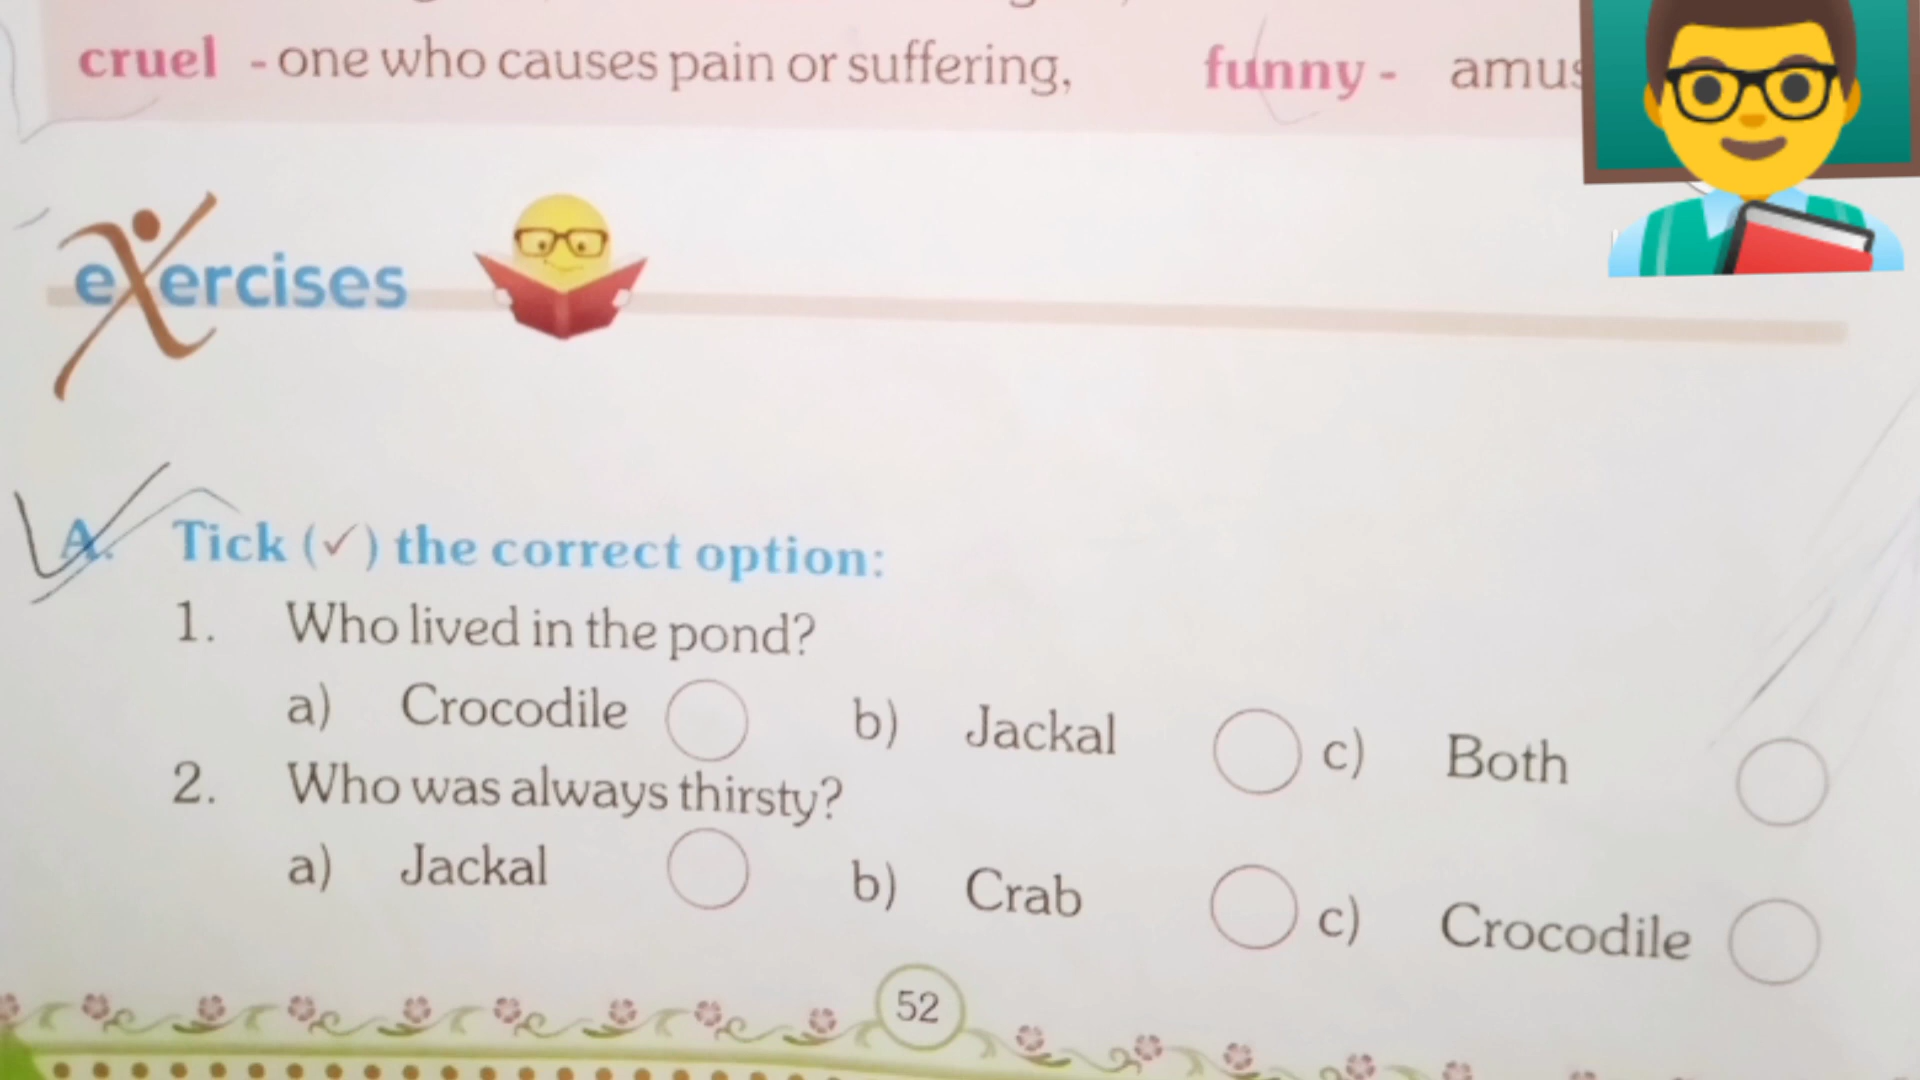 cruel - one who causes pain or suffering, funny -
exercises
A. Tick (✓) the correct option:
1. Who lived in the pond?
a) Crocodile b) Jackal c) Both
2. Who was always thirsty?
a) Jackal b) Crab c) Crocodile
52